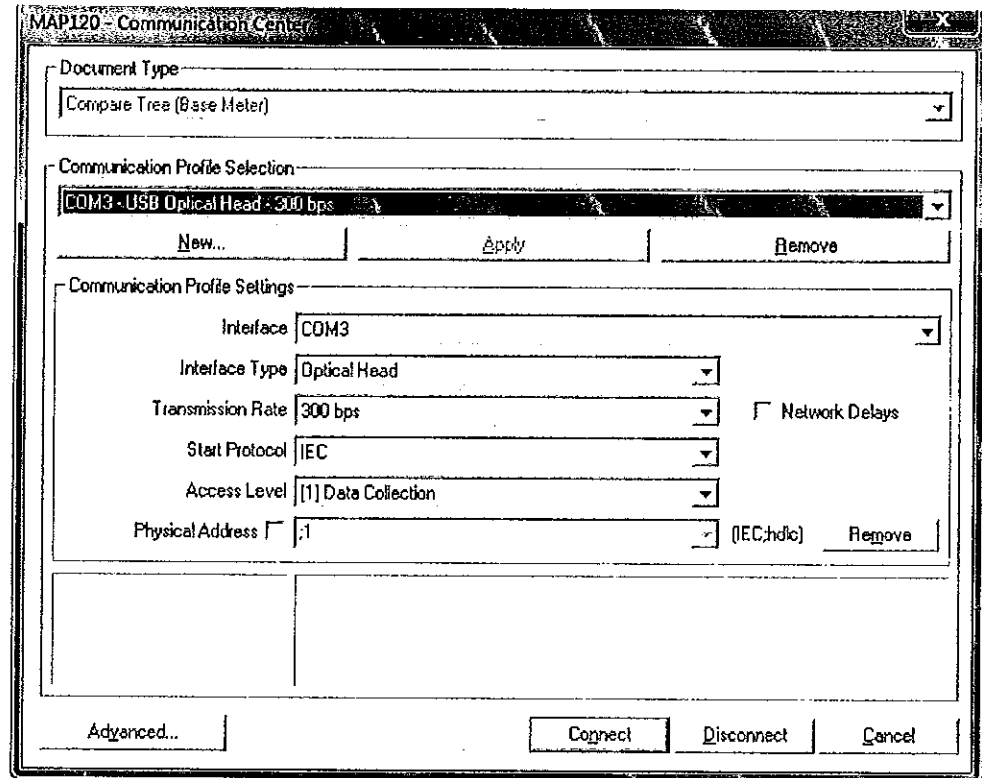 MAP120 - Communication Center
Document Type
Compare Tree (Base Meter)
Communication Profile Selection
COM3 - USB Optical Head - 300 bps
New... Apply Remove
Communication Profile Settings
Interface COM3
Interface Type Optical Head
Transmission Rate 300 bps Network Delays
Start Protocol IEC
Access Level [1] Data Collection
Physical Address ;1 (IEC;hdlc) Remove
Advanced... Connect Disconnect Cancel